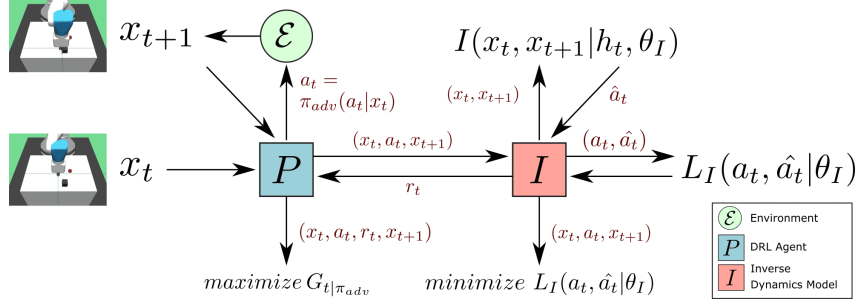 x_{t+1}
ℰ
I(x_t, x_{t+1}|h_t, θ_I)
a_t =
π_{adv}(a_t|x_t)
(x_t, x_{t+1})
â_t
x_t
P
(x_t, a_t, x_{t+1})
r_t
I
(a_t, â_t)
L_I(a_t, â_t|θ_I)
(x_t, a_t, r_t, x_{t+1})
(x_t, a_t, x_{t+1})
maximize G_{t|π_{adv}}
minimize L_I(a_t, â_t|θ_I)
ℰ Environment
P DRL Agent
I Inverse
Dynamics Model